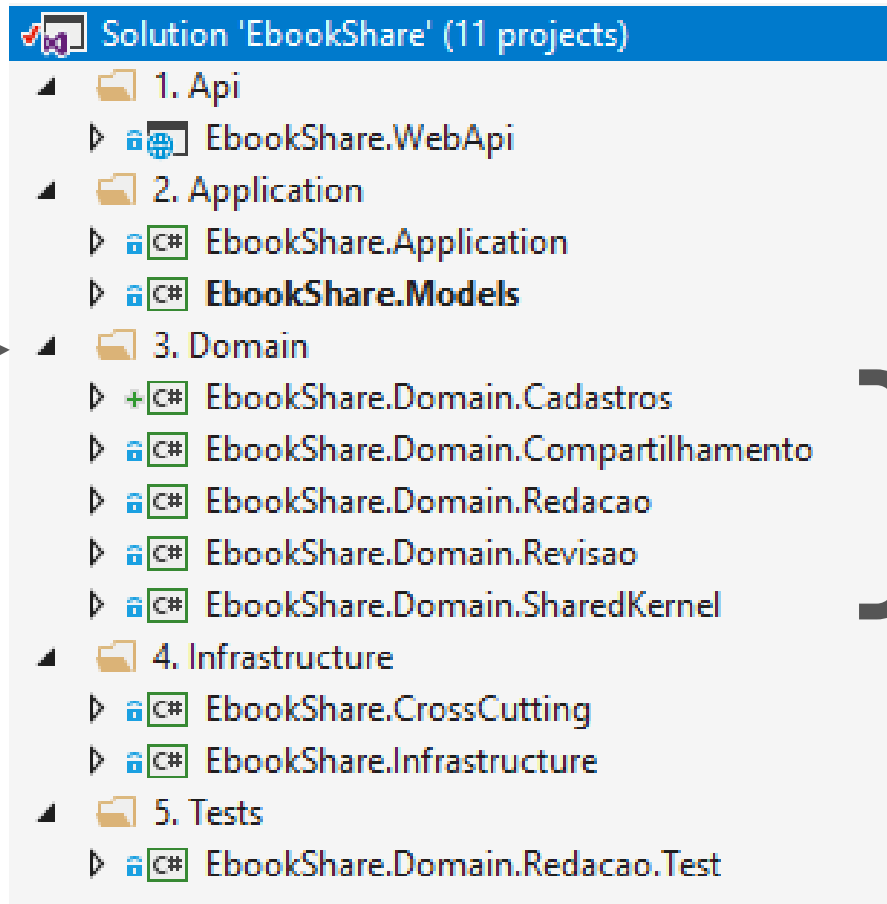 Solution 'EbookShare' (11 projects)
1. Api
EbookShare.WebApi
2. Application
C# EbookShare.Application
C# EbookShare.Models
3. Domain
C# EbookShare.Domain.Cadastros
C# EbookShare.Domain.Compartilhamento
C# EbookShare.Domain.Redacao
C# EbookShare.Domain.Revisao
C# EbookShare.Domain.SharedKernel
4. Infrastructure
C# EbookShare.CrossCutting
C# EbookShare.Infrastructure
5. Tests
C# EbookShare.Domain.Redacao.Test